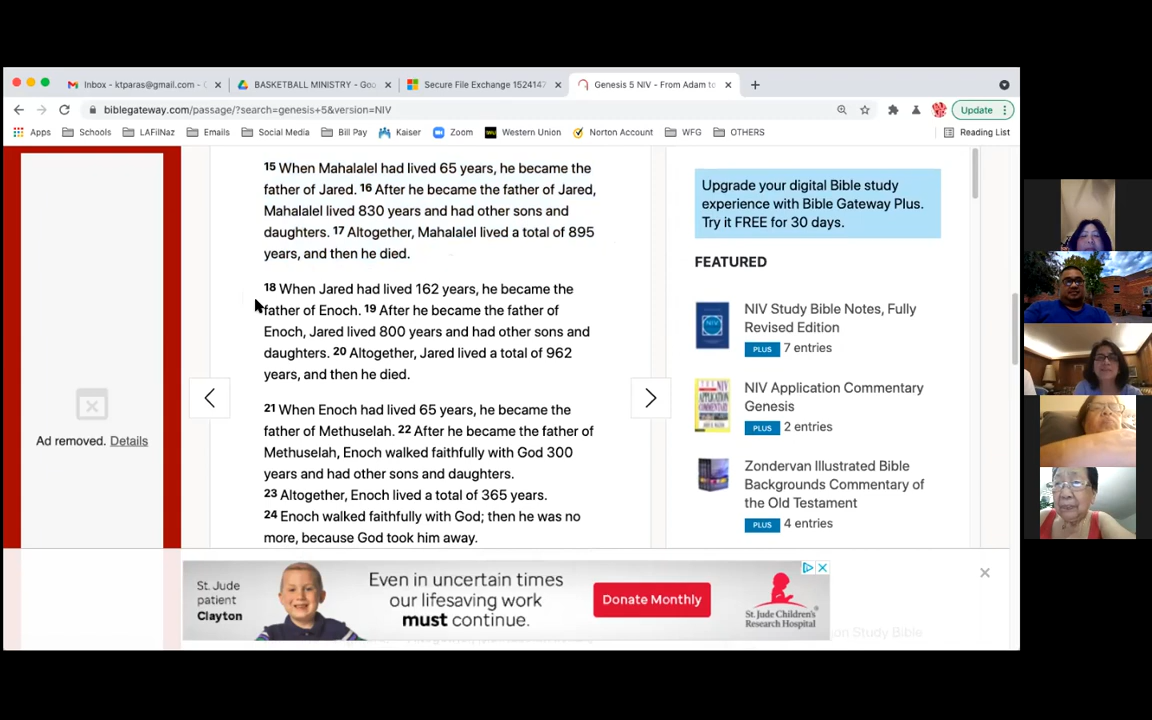 Inbox - ktparas@gmail.com -
BASKETBALL MINISTRY - Goo
Secure File Exchange 1524147
Genesis 5 NIV - From Adam to
biblegateway.com/passage/?search=genesis+5&version=NIV
Update
Apps Schools LAFilNaz Emails Social Media Bill Pay Kaiser Zoom Western Union Norton Account WFG OTHERS Reading List
15 When Mahalalel had lived 65 years, he became the
father of Jared. 16 After he became the father of Jared,
Mahalalel lived 830 years and had other sons and
daughters. 17 Altogether, Mahalalel lived a total of 895
years, and then he died.
18 When Jared had lived 162 years, he became the
father of Enoch. 19 After he became the father of
Enoch, Jared lived 800 years and had other sons and
daughters. 20 Altogether, Jared lived a total of 962
years, and then he died.
21 When Enoch had lived 65 years, he became the
father of Methuselah. 22 After he became the father of
Methuselah, Enoch walked faithfully with God 300
years and had other sons and daughters.
23 Altogether, Enoch lived a total of 365 years.
24 Enoch walked faithfully with God; then he was no
more, because God took him away.
Ad removed. Details
Upgrade your digital Bible study
experience with Bible Gateway Plus.
Try it FREE for 30 days.
FEATURED
NIV Study Bible Notes, Fully
Revised Edition
PLUS 7 entries
NIV Application Commentary
Genesis
PLUS 2 entries
Zondervan Illustrated Bible
Backgrounds Commentary of
the Old Testament
PLUS 4 entries
St. Jude
patient
Clayton
Even in uncertain times
our lifesaving work
must continue.
Donate Monthly
St. Jude Children's
Research Hospital
on Study Bible